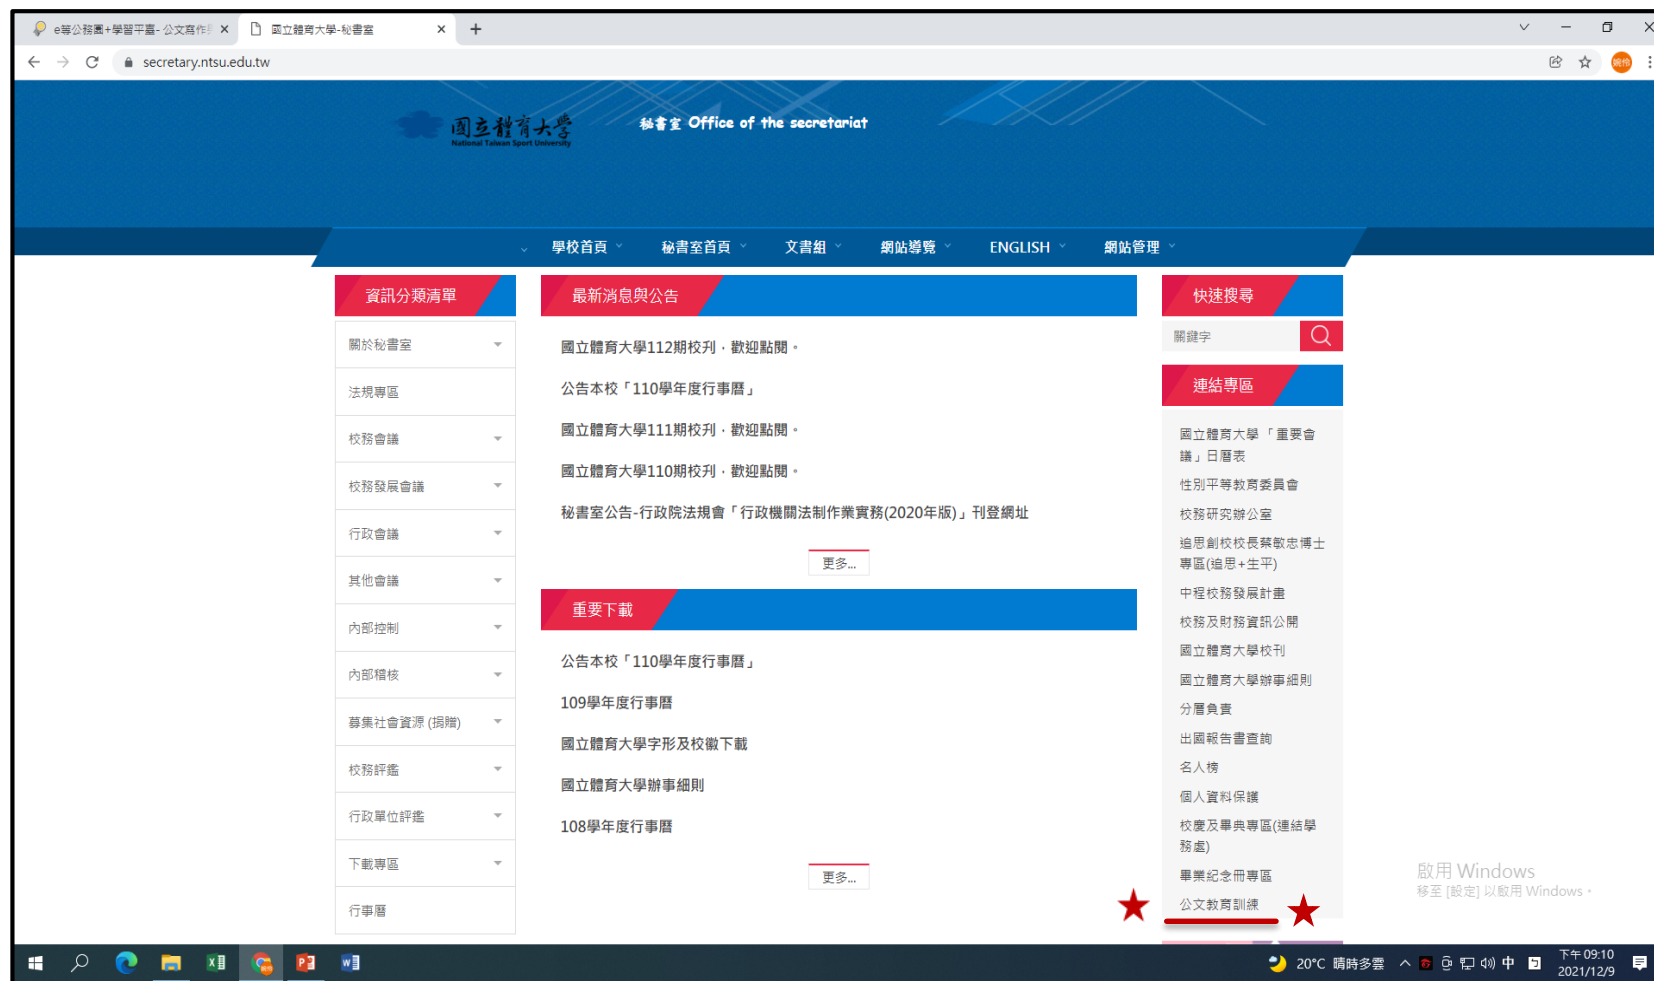 e等公務園+學習平臺- 公文寫作與
國立體育大學-秘書室
secretary.ntsu.edu.tw
婉伶
國立體育大學
National Taiwan Sport University
秘書室 Office of the secretariat
學校首頁
秘書室首頁
文書組
網站導覽
ENGLISH
網站管理
資訊分類清單
關於秘書室
法規專區
校務會議
校務發展會議
行政會議
其他會議
內部控制
內部稽核
募集社會資源 (捐贈)
校務評鑑
行政單位評鑑
下載專區
行事曆
最新消息與公告
國立體育大學112期校刋，歡迎點閱。
公告本校「110學年度行事曆」
國立體育大學111期校刋，歡迎點閱。
國立體育大學110期校刋，歡迎點閱。
秘書室公告-行政院法規會「行政機關法制作業實務(2020年版)」刊登網址
更多...
重要下載
公告本校「110學年度行事曆」
109學年度行事曆
國立體育大學字形及校徽下載
國立體育大學辦事細則
108學年度行事曆
更多...
快速搜尋
關鍵字
連結專區
國立體育大學「重要會
議」日曆表
性別平等教育委員會
校務研究辦公室
追思創校校長蔡敏忠博士
專區(追思+生平)
中程校務發展計畫
校務及財務資訊公開
國立體育大學校刊
國立體育大學辦事細則
分層負責
出國報告書查詢
名人榜
個人資料保護
校慶及畢典專區(連結學
務處)
畢業紀念冊專區
公文教育訓練
啟用 Windows
移至 [設定] 以啟用 Windows。
20°C 晴時多雲
中
下午 09:10
2021/12/9